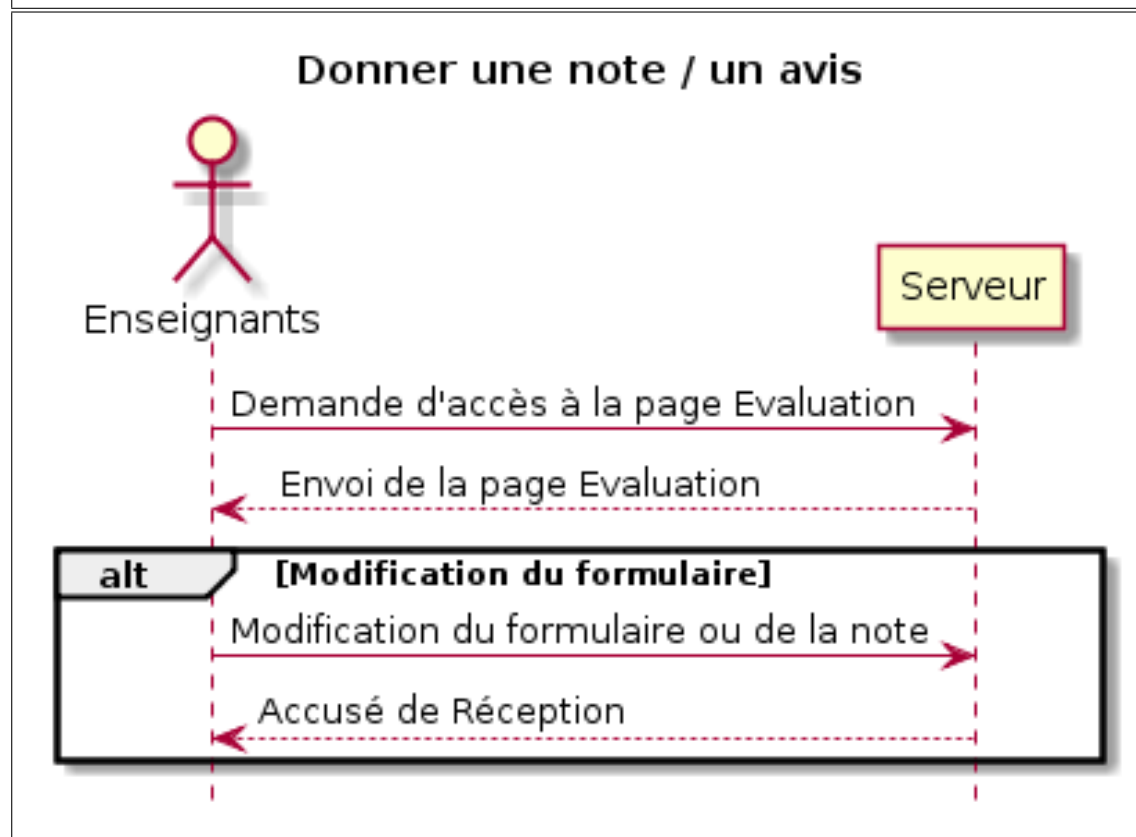 Donner une note / un avis
Enseignants
Serveur
Demande d'accès à la page Evaluation
Envoi de la page Evaluation
alt
[Modification du formulaire]
Modification du formulaire ou de la note
Accusé de Réception